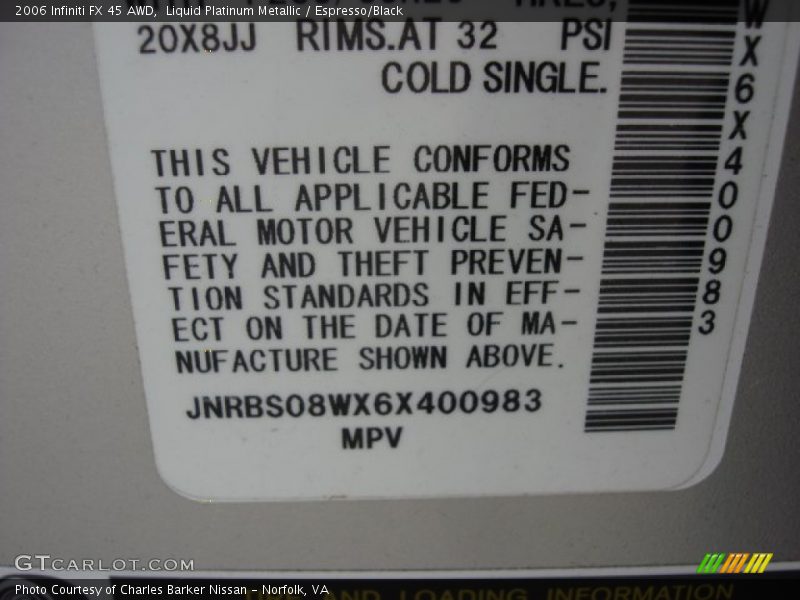 2006 Infiniti FX 45 AWD, Liquid Platinum Metallic / Espresso/Black
20X8JJ RIMS.AT 32 PSI
COLD SINGLE.
THIS VEHICLE CONFORMS
TO ALL APPLICABLE FED-
ERAL MOTOR VEHICLE SA-
FETY AND THEFT PREVEN-
TION STANDARDS IN EFF-
ECT ON THE DATE OF MA-
NUFACTURE SHOWN ABOVE.
JNRBS08WX6X400983
MPV
WX6X400983
GTCARLOT.COM
Photo Courtesy of Charles Barker Nissan - Norfolk, VA
AND LOADING INFORMATION